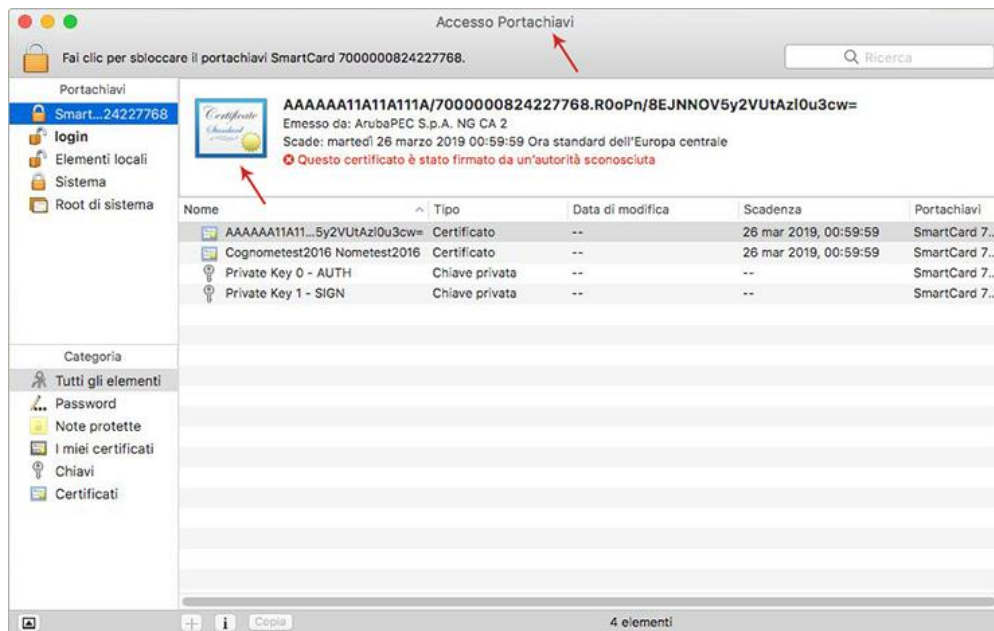 Accesso Portachiavi
Fai clic per sbloccare il portachiavi SmartCard 7000000824227768.
Ricerca
Portachiavi
Smart...24227768
login
Elementi locali
Sistema
Root di sistema
AAAAAA11A11A111A/7000000824227768.R0oPn/8EJNNOV5y2VUtAzl0u3cw=
Emesso da: ArubaPEC S.p.A. NG CA 2
Scade: martedì 26 marzo 2019 00:59:59 Ora standard dell'Europa centrale
Questo certificato è stato firmato da un'autorità sconosciuta
Nome Tipo Data di modifica Scadenza Portachiavi
AAAAAA11A11...5y2VUtAzl0u3cw= Certificato -- 26 mar 2019, 00:59:59 SmartCard 7..
Cognometest2016 Nometest2016 Certificato -- 26 mar 2019, 00:59:59 SmartCard 7..
Private Key 0 - AUTH Chiave privata -- -- SmartCard 7..
Private Key 1 - SIGN Chiave privata -- -- SmartCard 7..
Categoria
Tutti gli elementi
Password
Note protette
I miei certificati
Chiavi
Certificati
Copia
4 elementi